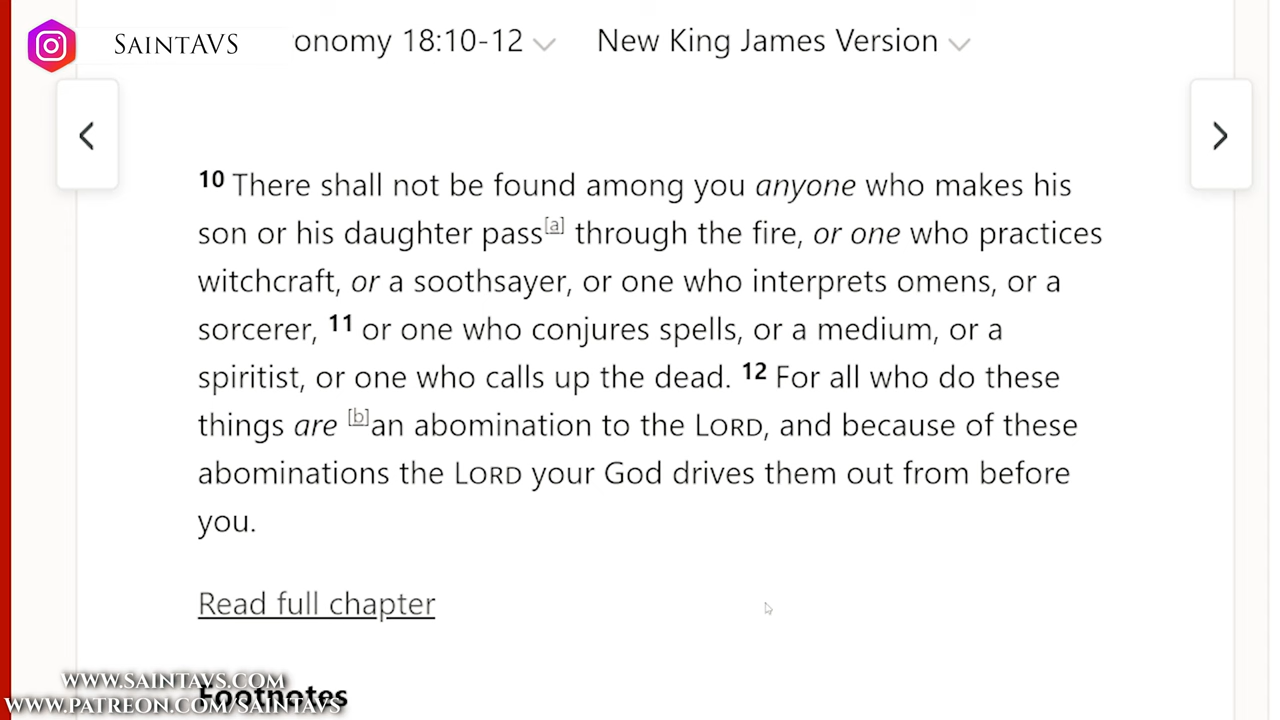 SAINTAVS onomy 18:10-12 New King James Version
10 There shall not be found among you anyone who makes his
son or his daughter pass[a] through the fire, or one who practices
witchcraft, or a soothsayer, or one who interprets omens, or a
sorcerer, 11 or one who conjures spells, or a medium, or a
spiritist, or one who calls up the dead. 12 For all who do these
things are [b]an abomination to the LORD, and because of these
abominations the LORD your God drives them out from before
you.
Read full chapter
WWW.SAINTAVS.COM
Footnotes
WWW.PATREON.COM/SAINTAVS